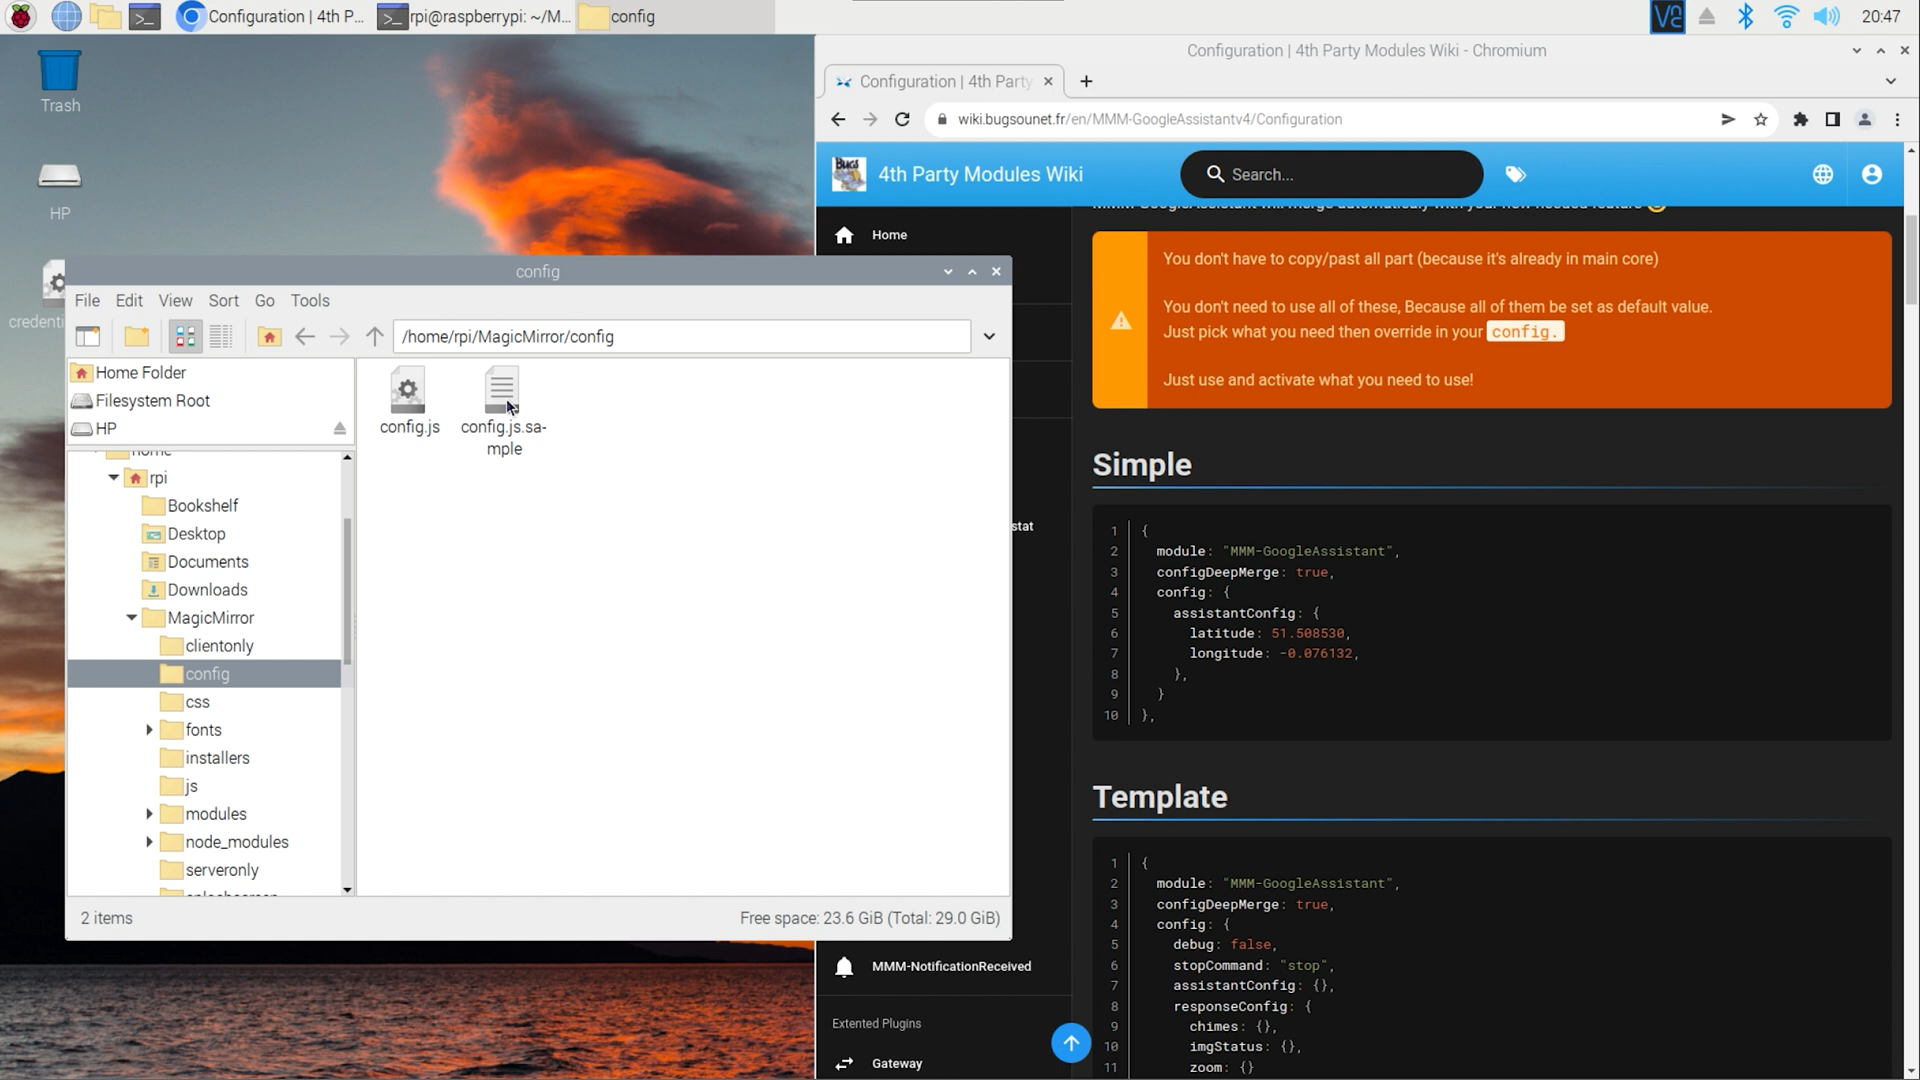 Configuration | 4th P...
rpi@raspberrypi: ~/M...
config
V2
20:47
Trash
HP
credenti
Configuration | 4th Party Modules Wiki - Chromium
Configuration | 4th Party
wiki.bugsounet.fr/en/MMM-GoogleAssistantv4/Configuration
Bugs
4th Party Modules Wiki
Search...
Home
You don't have to copy/past all part (because it's already in main core)
You don't need to use all of these, Because all of them be set as default value.
Just pick what you need then override in your config.
Just use and activate what you need to use!
Simple
1 {
2 module: "MMM-GoogleAssistant",
3 configDeepMerge: true,
4 config: {
5 assistantConfig: {
6 latitude: 51.508530,
7 longitude: -0.076132,
8 },
9 }
10 },
Template
1 {
2 module: "MMM-GoogleAssistant",
3 configDeepMerge: true,
4 config: {
5 debug: false,
6 stopCommand: "stop",
7 assistantConfig: {},
8 responseConfig: {
9 chimes: {},
10 imgStatus: {},
11 zoom: {}
stat
MMM-NotificationReceived
Extented Plugins
Gateway
config
File Edit View Sort Go Tools
/home/rpi/MagicMirror/config
Home Folder
Filesystem Root
HP
home
rpi
Bookshelf
Desktop
Documents
Downloads
MagicMirror
clientonly
config
css
fonts
installers
js
modules
node_modules
serveronly
config.js
config.js.sa-
mple
2 items
Free space: 23.6 GiB (Total: 29.0 GiB)